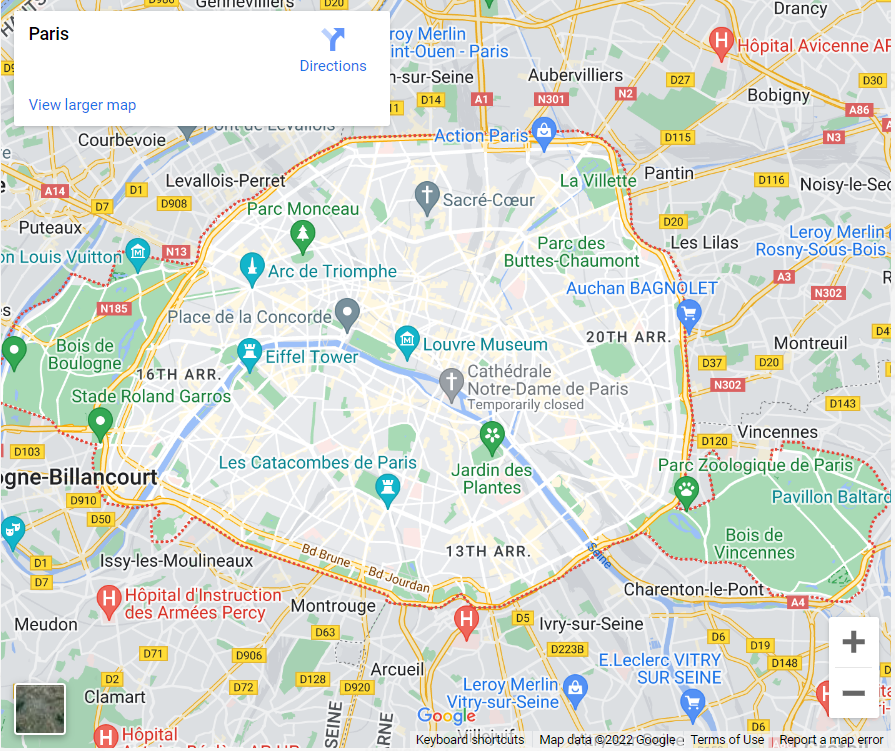 Gennevilliers
D986
D20
Drancy
Paris
Directions
View larger map
Leroy Merlin
Saint-Ouen - Paris
Hôpital Avicenne AP
n-sur-Seine
Aubervilliers
D27
D30
D14
A1
N301
N2
Bobigny
A86
11
Pont de Levallois
Action Paris
D115
N3
Courbevoie
Levallois-Perret
La Villette
Pantin
D116
Noisy-le-Sec
A14
D1
D7
D908
Sacré-Cœur
Parc Monceau
D20
Puteaux
Les Lilas
Leroy Merlin
Rosny-Sous-Bois
on Louis Vuitton
N13
Parc des
Buttes-Chaumont
Arc de Triomphe
A3
N302
Auchan BAGNOLET
N185
Place de la Concorde
20TH ARR.
Louvre Museum
Montreuil
Bois de
Boulogne
Eiffel Tower
D37
D20
16TH ARR.
Cathédrale
Notre-Dame de Paris
Temporarily closed
N302
Stade Roland Garros
D143
D103
D120
Vincennes
Les Catacombes de Paris
Jardin des
Plantes
Parc Zoologique de Paris
ogne-Billancourt
D910
D50
Pavillon Baltard
Bois de
Vincennes
13TH ARR.
Seine
Bd Brune
Bd Jourdan
D1
D7
Issy-les-Moulineaux
Charenton-le-Pont
A4
Hôpital d'Instruction
des Armées Percy
Montrouge
Meudon
D5
Ivry-sur-Seine
D63
D6
D19
D223B
D148
D71
D906
E.Leclerc VITRY
SUR SEINE
Arcueil
D2
D72
D128
D920
Clamart
Leroy Merlin
Vitry-sur-Seine
Google
D6
Hôpital
Villejuif
Keyboard shortcuts
Map data ©2022 Google
Terms of Use
Report a map error